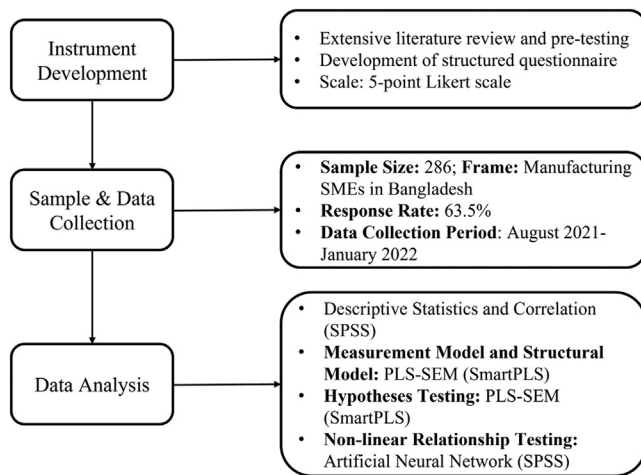 Instrument
Development
• Extensive literature review and pre-testing
• Development of structured questionnaire
• Scale: 5-point Likert scale
Sample & Data
Collection
• Sample Size: 286; Frame: Manufacturing
SMEs in Bangladesh
• Response Rate: 63.5%
• Data Collection Period: August 2021-
January 2022
Data Analysis
• Descriptive Statistics and Correlation
(SPSS)
• Measurement Model and Structural
Model: PLS-SEM (SmartPLS)
• Hypotheses Testing: PLS-SEM
(SmartPLS)
• Non-linear Relationship Testing:
Artificial Neural Network (SPSS)